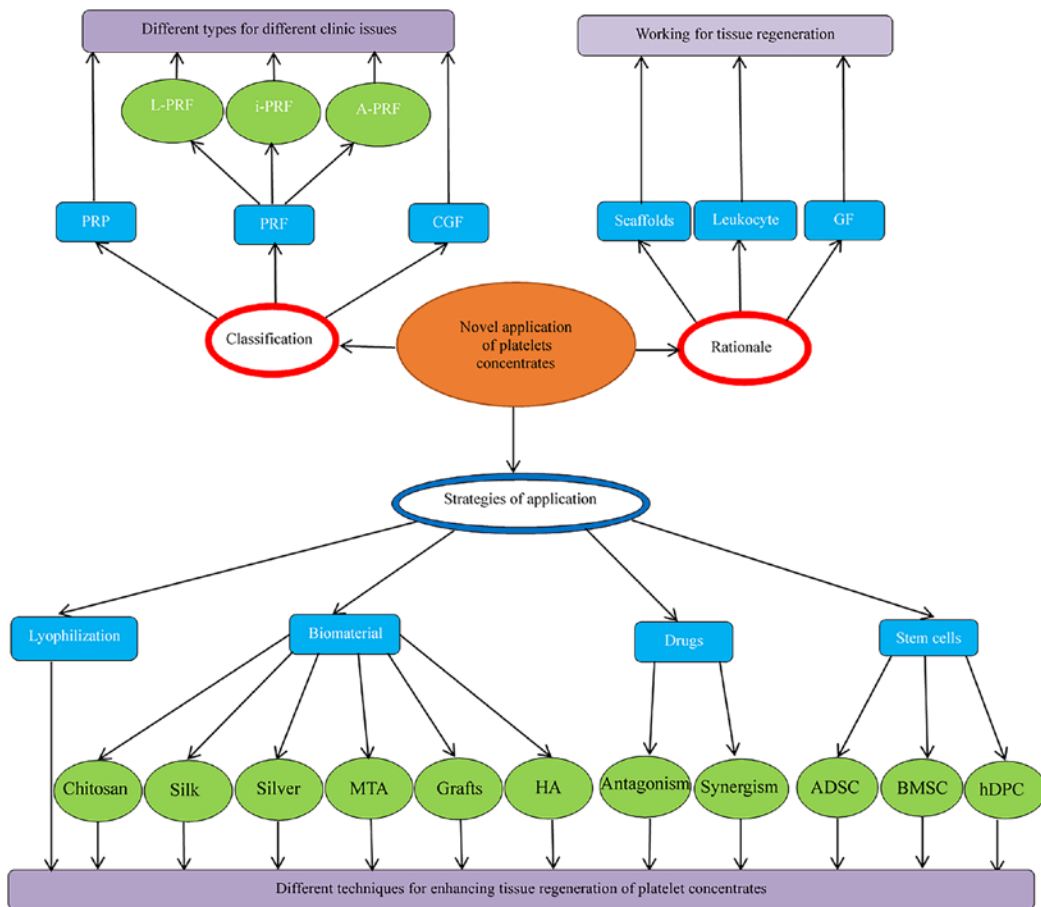 Different types for different clinic issues
Working for tissue regeneration
L-PRF
i-PRF
A-PRF
PRP
PRF
CGF
Scaffolds
Leukocyte
GF
Classification
Novel application
of platelets
concentrates
Rationale
Strategies of application
Lyophilization
Biomaterial
Drugs
Stem cells
Chitosan
Silk
Silver
MTA
Grafts
HA
Antagonism
Synergism
ADSC
BMSC
hDPC
Different techniques for enhancing tissue regeneration of platelet concentrates